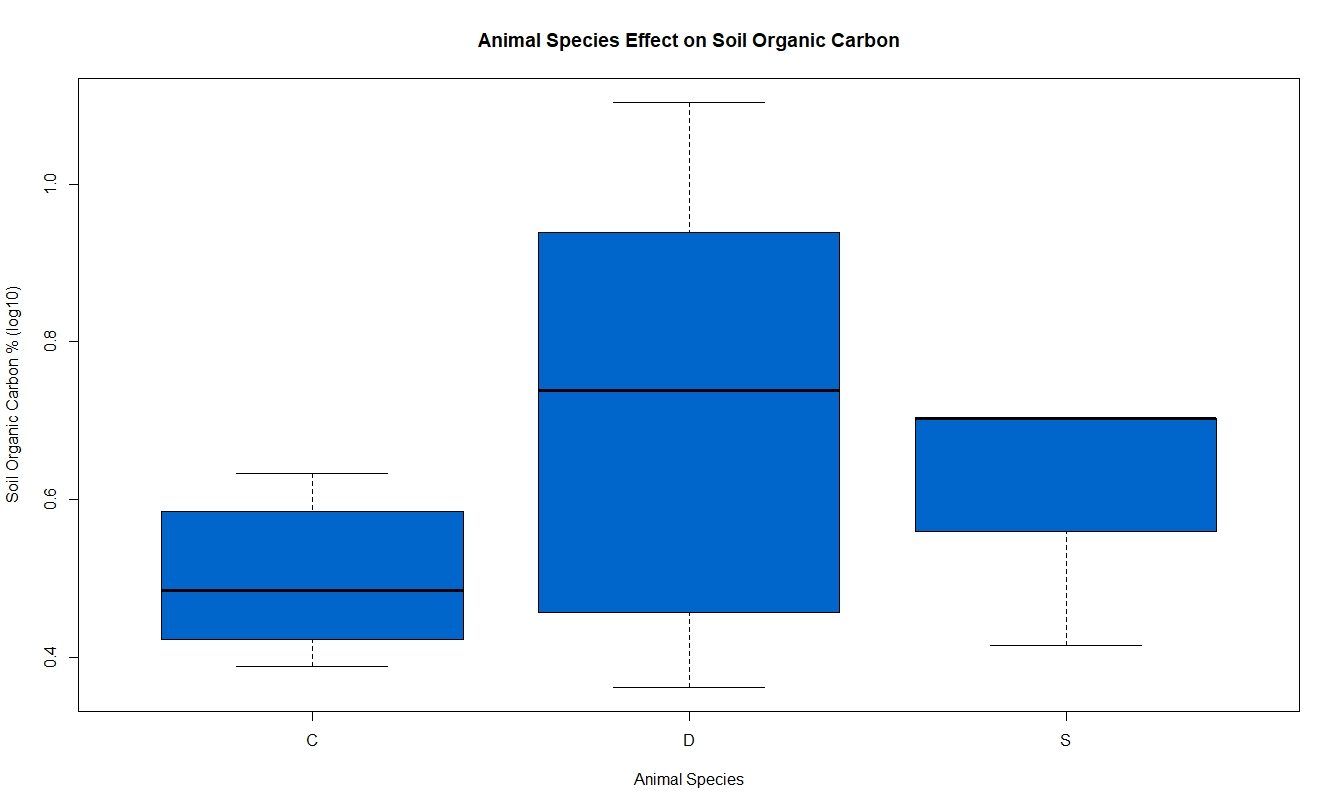 Animal Species Effect on Soil Organic Carbon
Soil Organic Carbon % (log10)
1.0
0.8
0.6
0.4
C
D
S
Animal Species